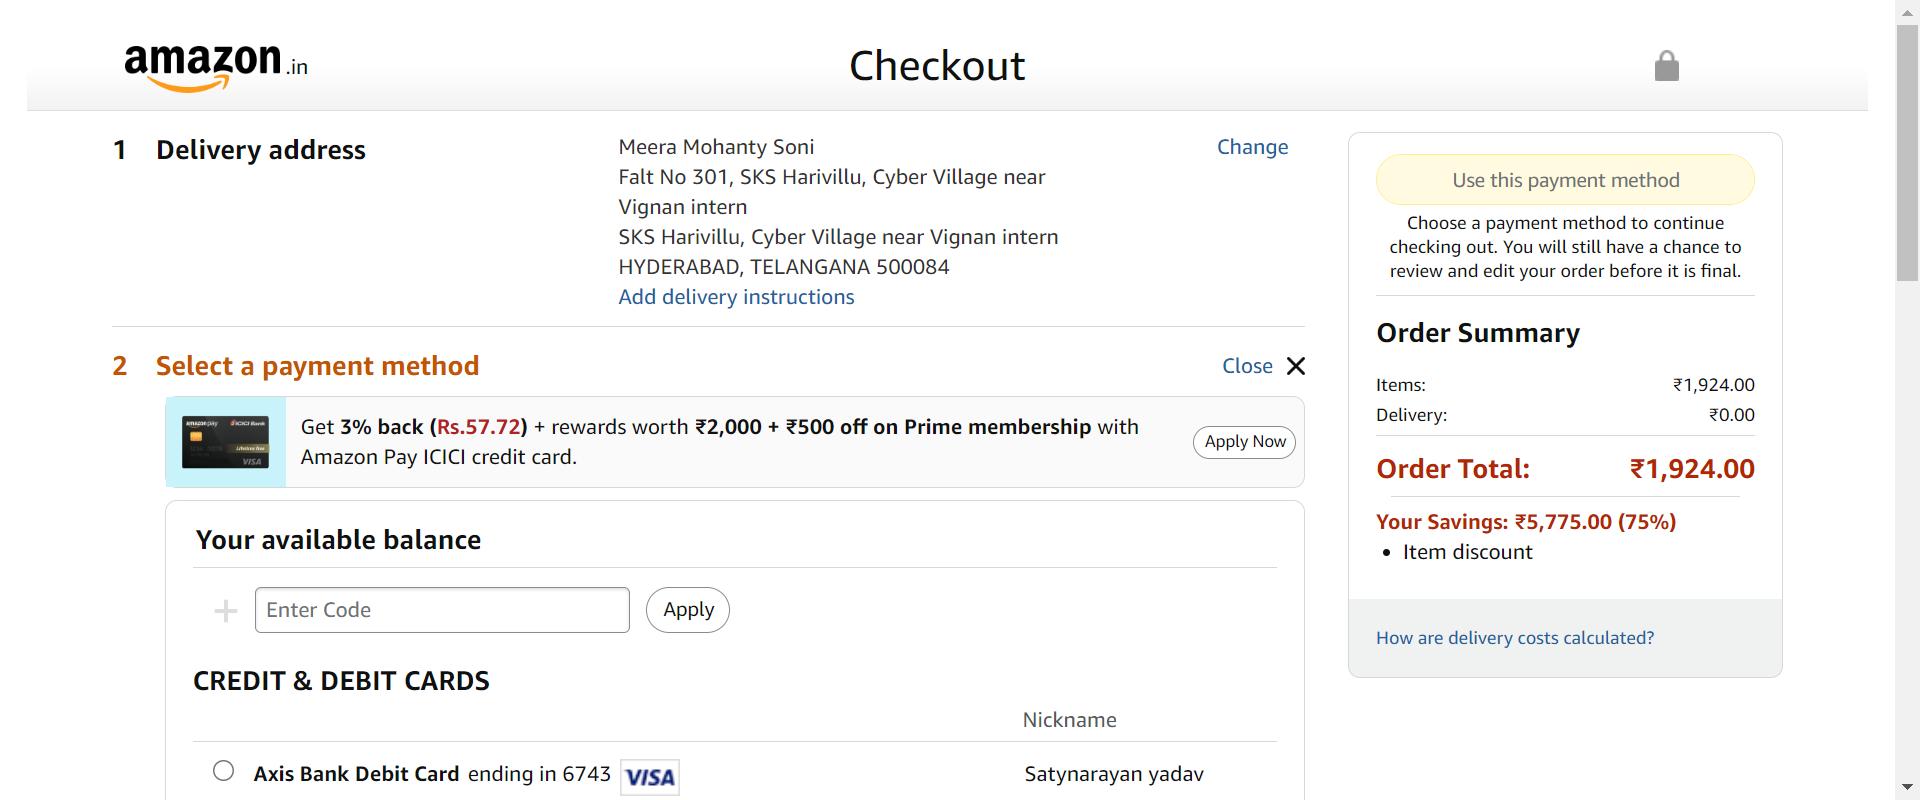 amazon.in
Checkout
1 Delivery address
Meera Mohanty Soni
Falt No 301, SKS Harivillu, Cyber Village near
Vignan intern
SKS Harivillu, Cyber Village near Vignan intern
HYDERABAD, TELANGANA 500084
Add delivery instructions
Change
2 Select a payment method
Close
amazon pay
ICICI Bank
Lifetime free
VISA
Get 3% back (Rs.57.72) + rewards worth ₹2,000 + ₹500 off on Prime membership with
Amazon Pay ICICI credit card.
Apply Now
Your available balance
Enter Code
Apply
CREDIT & DEBIT CARDS
Nickname
Axis Bank Debit Card ending in 6743 VISA Satynarayan yadav
Use this payment method
Choose a payment method to continue
checking out. You will still have a chance to
review and edit your order before it is final.
Order Summary
Items: ₹1,924.00
Delivery: ₹0.00
Order Total: ₹1,924.00
Your Savings: ₹5,775.00 (75%)
• Item discount
How are delivery costs calculated?